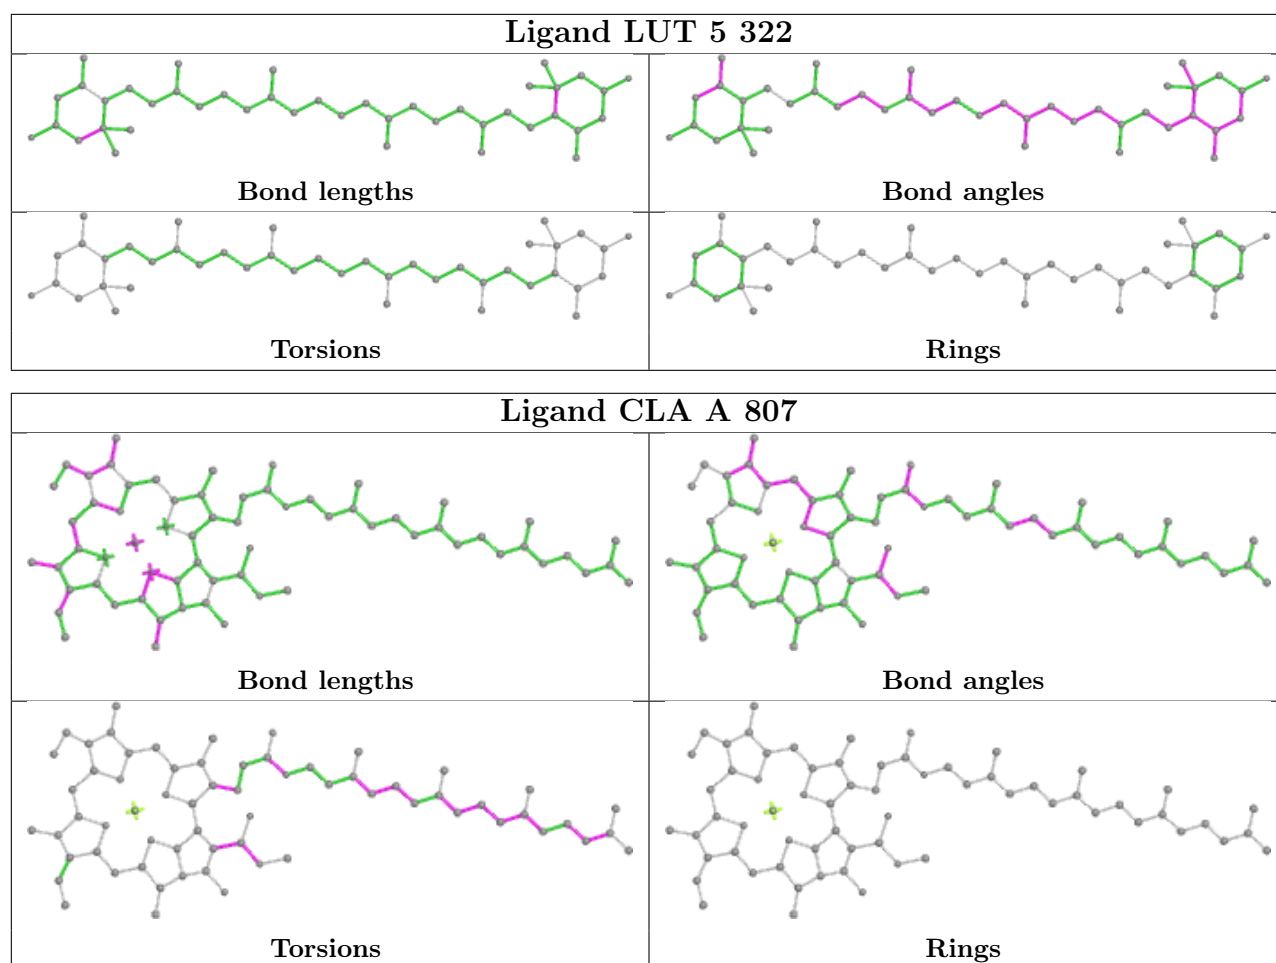 Ligand LUT 5 322
Bond lengths
Bond angles
Torsions
Rings
Ligand CLA A 807
Bond lengths
Bond angles
Torsions
Rings